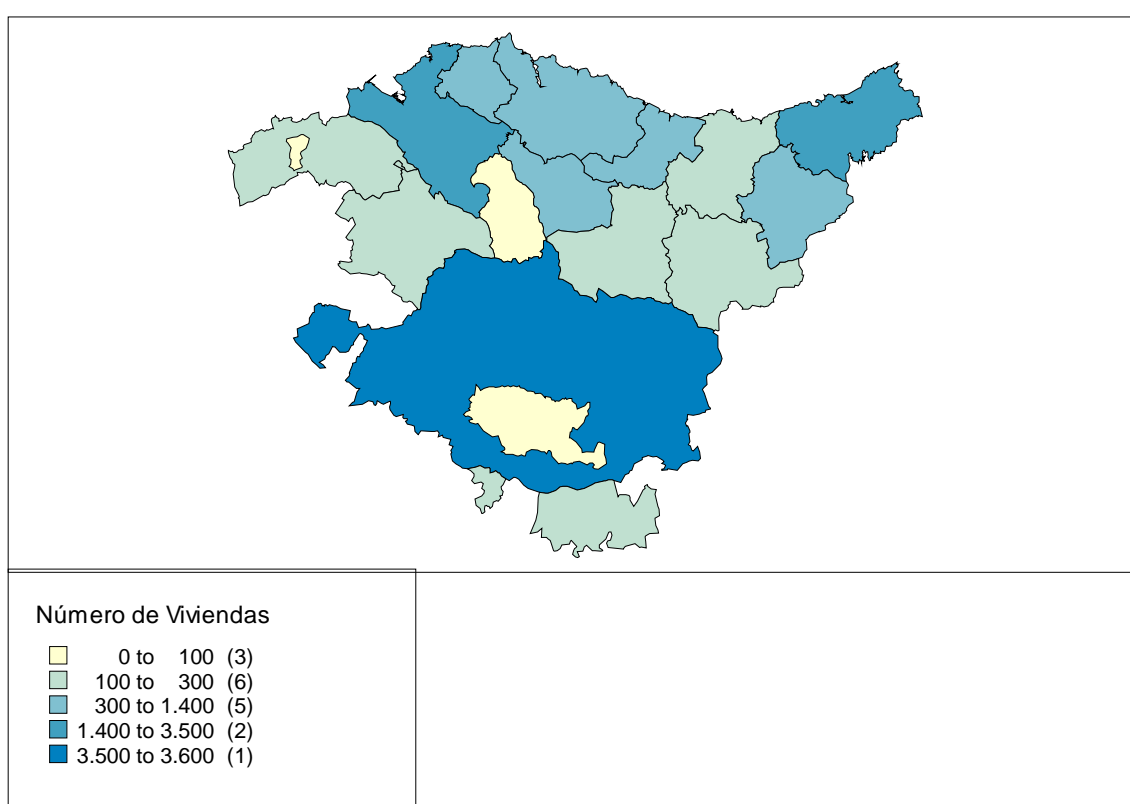 Número de Viviendas
0 to 100 (3)
100 to 300 (6)
300 to 1.400 (5)
1.400 to 3.500 (2)
3.500 to 3.600 (1)